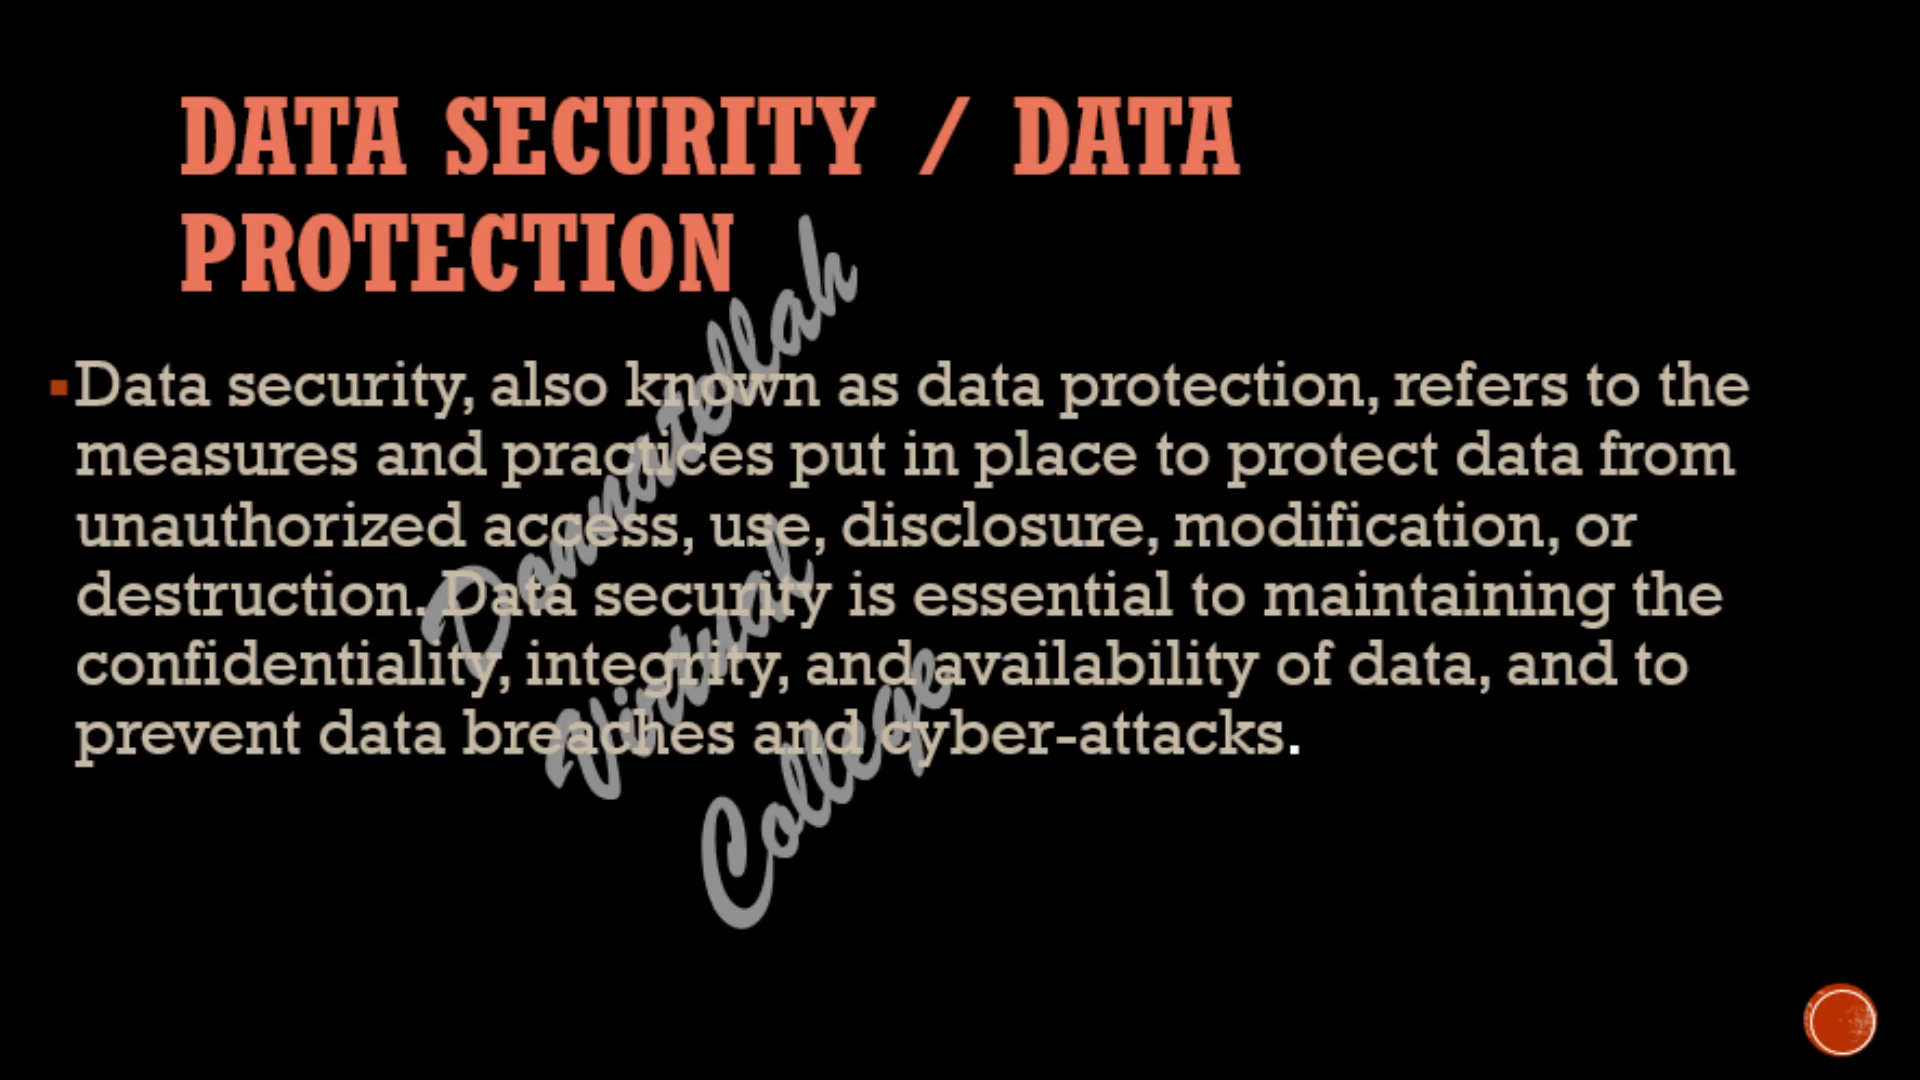 DATA SECURITY / DATA
PROTECTION
Data security, also known as data protection, refers to the
measures and practices put in place to protect data from
unauthorized access, use, disclosure, modification, or
destruction. Data security is essential to maintaining the
confidentiality, integrity, and availability of data, and to
prevent data breaches and cyber-attacks.
Danatellah
Virtual
College